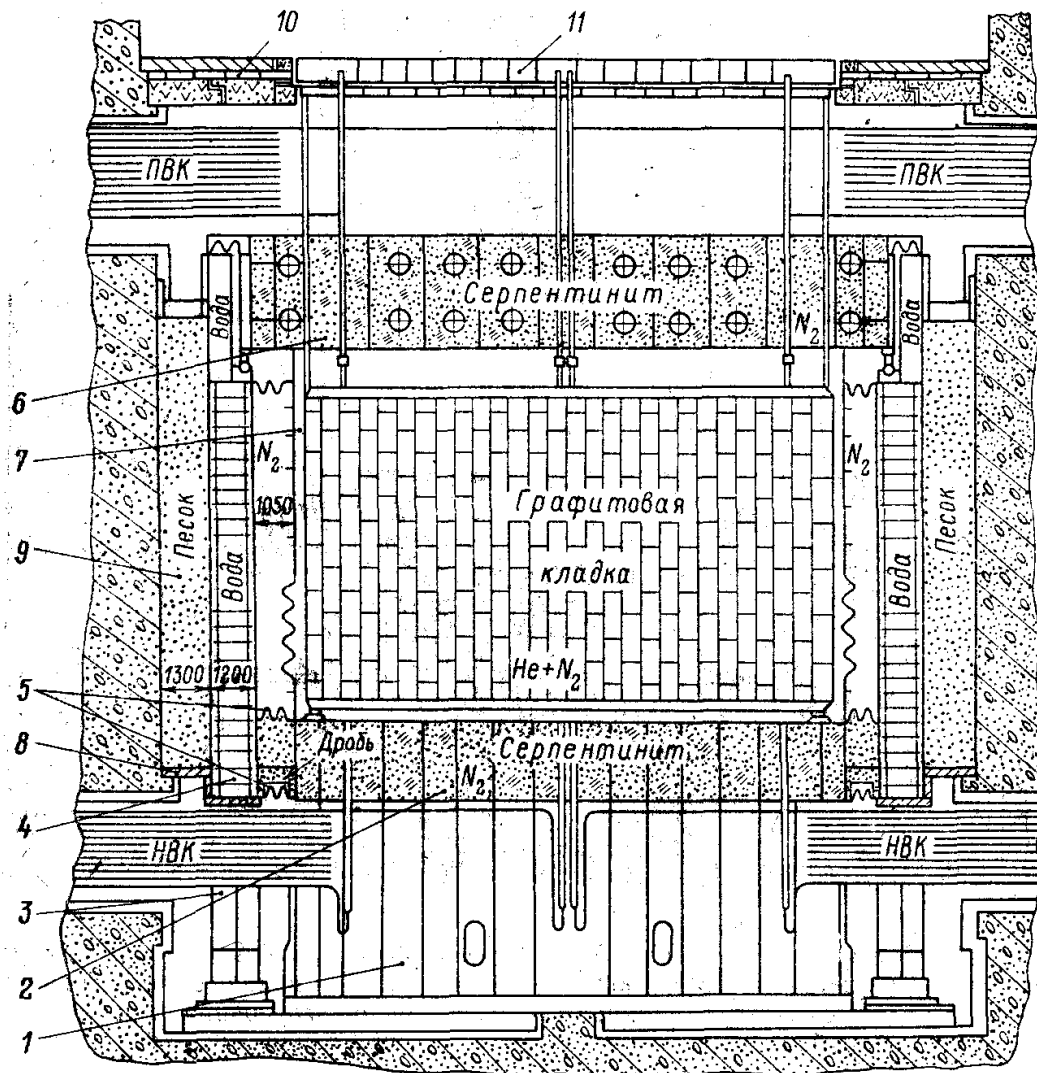 10
11
ПВК
ПВК
Серпентинит
N2
Вода
Вода
6
7
N2
N2
1050
Графитовая
кладка
Песок
Песок
9
Вода
Вода
1300
1200
He+N2
5
Дробь
Серпентинит
N2
8
4
НВК
НВК
3
2
1